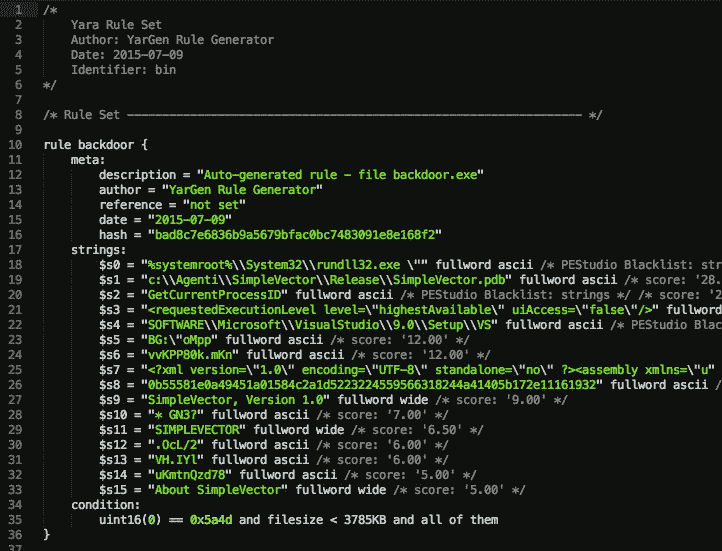 1 /*
2 Yara Rule Set
3 Author: YarGen Rule Generator
4 Date: 2015-07-09
5 Identifier: bin
6 */
7
8 /* Rule Set ----------------------------------------------------------------- */
9
10 rule backdoor {
11 meta:
12 description = "Auto-generated rule - file backdoor.exe"
13 author = "YarGen Rule Generator"
14 reference = "not set"
15 date = "2015-07-09"
16 hash = "bad8c7e6836b9a5679bfac0bc7483091e8e168f2"
17 strings:
18 $s0 = "%systemroot%\\System32\\rundll32.exe \"" fullword ascii /* PEStudio Blacklist: str
19 $s1 = "c:\\Agenti\\SimpleVector\\Release\\SimpleVector.pdb" fullword ascii /* score: '28.
20 $s2 = "GetCurrentProcessID" fullword ascii /* PEStudio Blacklist: strings */ /* score: '2
21 $s3 = "<requestedExecutionLevel level=\"highestAvailable\" uiAccess=\"false\"/>" fullword
22 $s4 = "SOFTWARE\\Microsoft\\VisualStudio\\9.0\\Setup\\VS" fullword ascii /* PEStudio Blac
23 $s5 = "BG:\"oMpp" fullword ascii /* score: '12.00' */
24 $s6 = "vvKPP80k.mKn" fullword ascii /* score: '12.00' */
25 $s7 = "<?xml version=\"1.0\" encoding=\"UTF-8\" standalone=\"no\" ?><assembly xmlns=\"u
26 $s8 = "0b55581e0a49451a01584c2a1d5223224559566318244a41405b172e11161932" fullword ascii /
27 $s9 = "SimpleVector, Version 1.0" fullword wide /* score: '9.00' */
28 $s10 = "* GN3?" fullword ascii /* score: '7.00' */
29 $s11 = "SIMPLEVECTOR" fullword wide /* score: '6.50' */
30 $s12 = ".OcL/2" fullword ascii /* score: '6.00' */
31 $s13 = "VH.IYl" fullword ascii /* score: '6.00' */
32 $s14 = "uKmtnQzd78" fullword ascii /* score: '5.00' */
33 $s15 = "About SimpleVector" fullword wide /* score: '5.00' */
34 condition:
35 uint16(0) == 0x5a4d and filesize < 3785KB and all of them
36 }
37